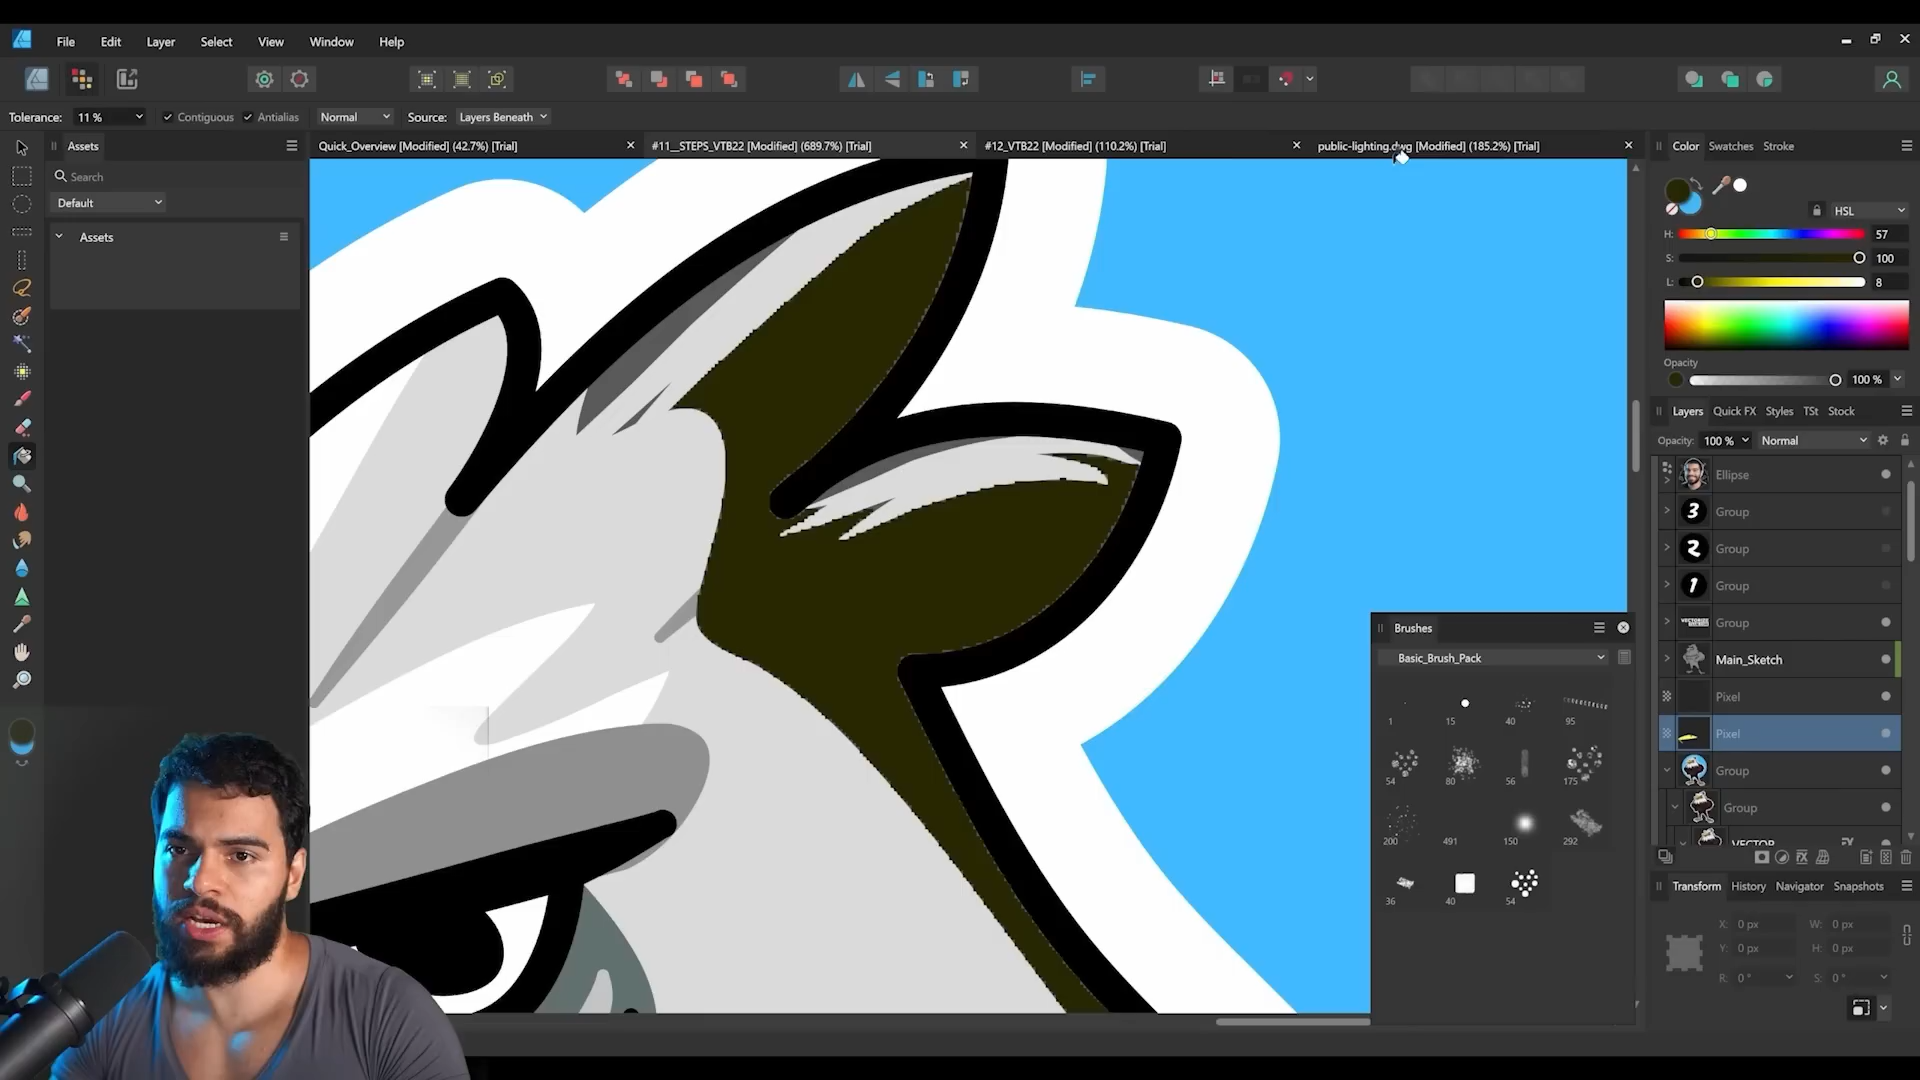 File Edit Layer Select View Window Help
Tolerance: 11 % Contiguous Antialias Normal Source: Layers Beneath
Assets
Quick_Overview [Modified] (42.7%) [Trial]
#11__STEPS_VTB22 [Modified] (689.7%) [Trial]
#12_VTB22 [Modified] (110.2%) [Trial]
public-lighting.dwg [Modified] (185.2%) [Trial]
Search
Default
Assets
Color Swatches Stroke
HSL
H: 57
S: 100
L: 8
Opacity
100 %
Layers Quick FX Styles TSt Stock
Opacity: 100 % Normal
Ellipse
3 Group
2 Group
1 Group
Group
Main_Sketch
Pixel
Pixel
Group
Group
VECTOR
Brushes
Basic_Brush_Pack
1 15 40 95
54 80 56 175
200 491 150 292
36 40 54
Transform History Navigator Snapshots
X: 0 px W: 0 px
Y: 0 px H: 0 px
R: 0 ° S: 0 °